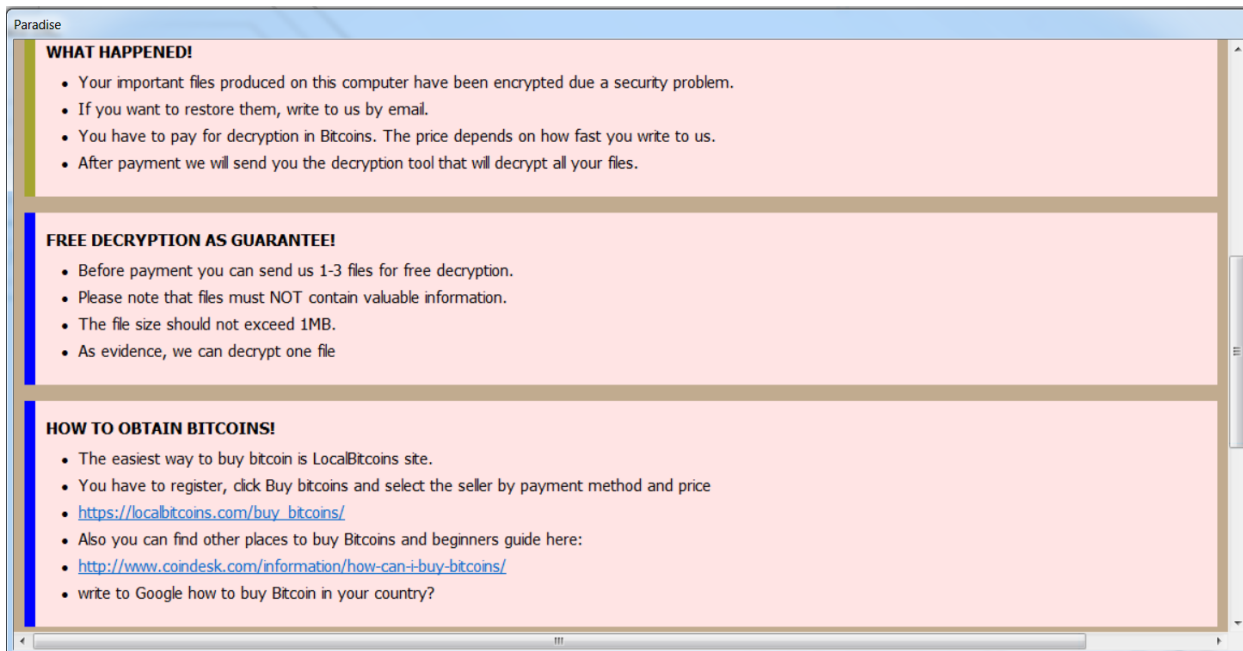 Paradise
WHAT HAPPENED!
• Your important files produced on this computer have been encrypted due a security problem.
• If you want to restore them, write to us by email.
• You have to pay for decryption in Bitcoins. The price depends on how fast you write to us.
• After payment we will send you the decryption tool that will decrypt all your files.
FREE DECRYPTION AS GUARANTEE!
• Before payment you can send us 1-3 files for free decryption.
• Please note that files must NOT contain valuable information.
• The file size should not exceed 1MB.
• As evidence, we can decrypt one file
HOW TO OBTAIN BITCOINS!
• The easiest way to buy bitcoin is LocalBitcoins site.
• You have to register, click Buy bitcoins and select the seller by payment method and price
• https://localbitcoins.com/buy_bitcoins/
• Also you can find other places to buy Bitcoins and beginners guide here:
• http://www.coindesk.com/information/how-can-i-buy-bitcoins/
• write to Google how to buy Bitcoin in your country?